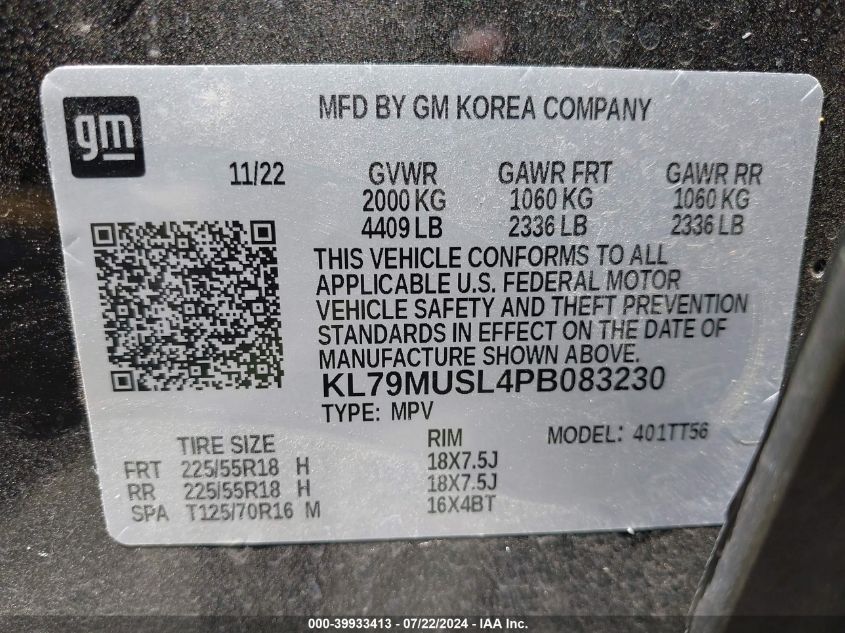 MFD BY GM KOREA COMPANY
gm
11/22 GVWR GAWR FRT GAWR RR
2000 KG 1060 KG 1060 KG
4409 LB 2336 LB 2336 LB
THIS VEHICLE CONFORMS TO ALL
APPLICABLE U.S. FEDERAL MOTOR
VEHICLE SAFETY AND THEFT PREVENTION
STANDARDS IN EFFECT ON THE DATE OF
MANUFACTURE SHOWN ABOVE.
KL79MUSL4PB083230
TYPE: MPV
MODEL: 401TT56
TIRE SIZE RIM
FRT 225/55R18 H 18X7.5J
RR 225/55R18 H 18X7.5J
SPA T125/70R16 M 16X4BT
000-39933413 - 07/22/2024 - IAA Inc.